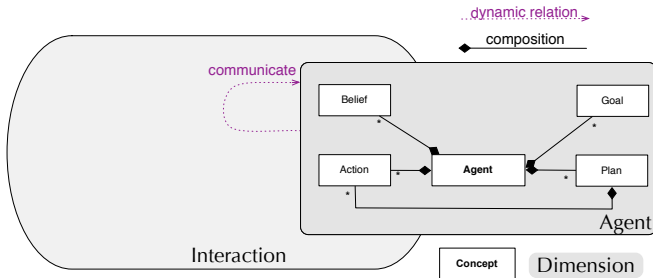 dynamic relation
composition
communicate
Belief
Goal
*
*
Action
Agent
Plan
*
*
*
Agent
Interaction
Concept
Dimension